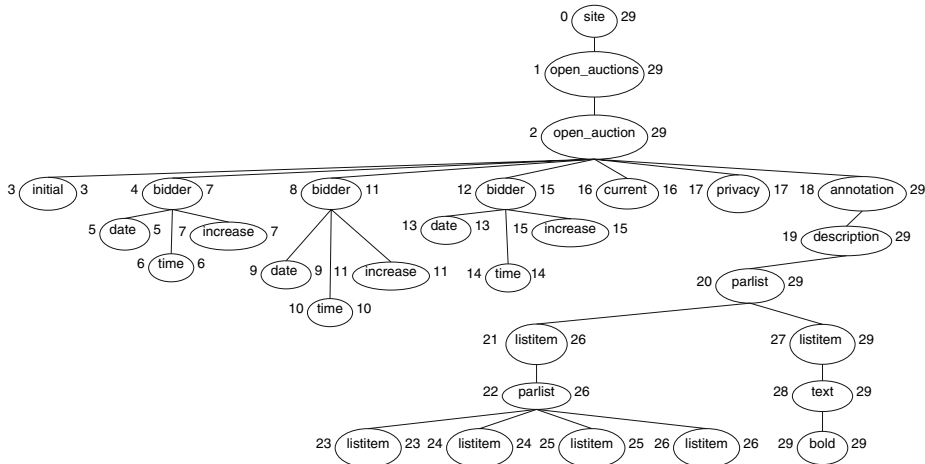 0 site 29
1 open_auctions 29
2 open_auction 29
3 initial 3 4 bidder 7 8 bidder 11 12 bidder 15 16 current 16 17 privacy 17 18 annotation 29
5 date 5 7 increase 7 13 date 13 15 increase 15 19 description 29
6 time 6 9 date 9 11 increase 11 14 time 14 20 parlist 29
10 time 10
21 listitem 26 27 listitem 29
22 parlist 26 28 text 29
23 listitem 23 24 listitem 24 25 listitem 25 26 listitem 26 29 bold 29